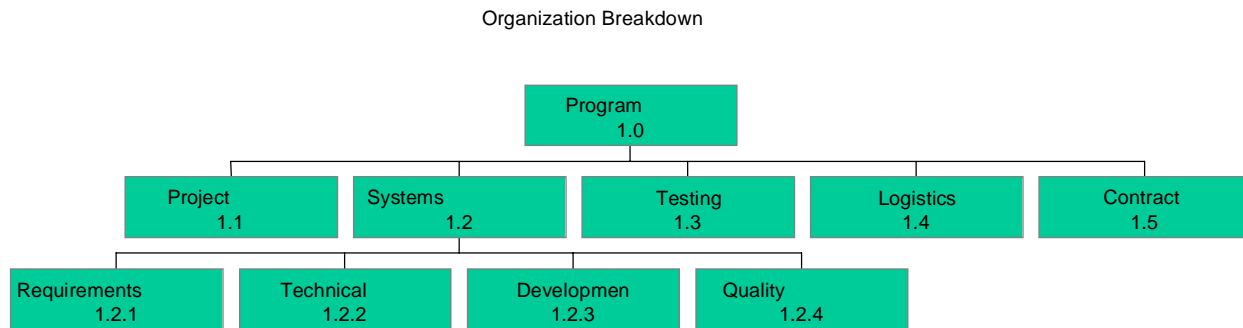 Organization Breakdown
Program
1.0
Project
1.1
Systems
1.2
Testing
1.3
Logistics
1.4
Contract
1.5
Requirements
1.2.1
Technical
1.2.2
Developmen
1.2.3
Quality
1.2.4